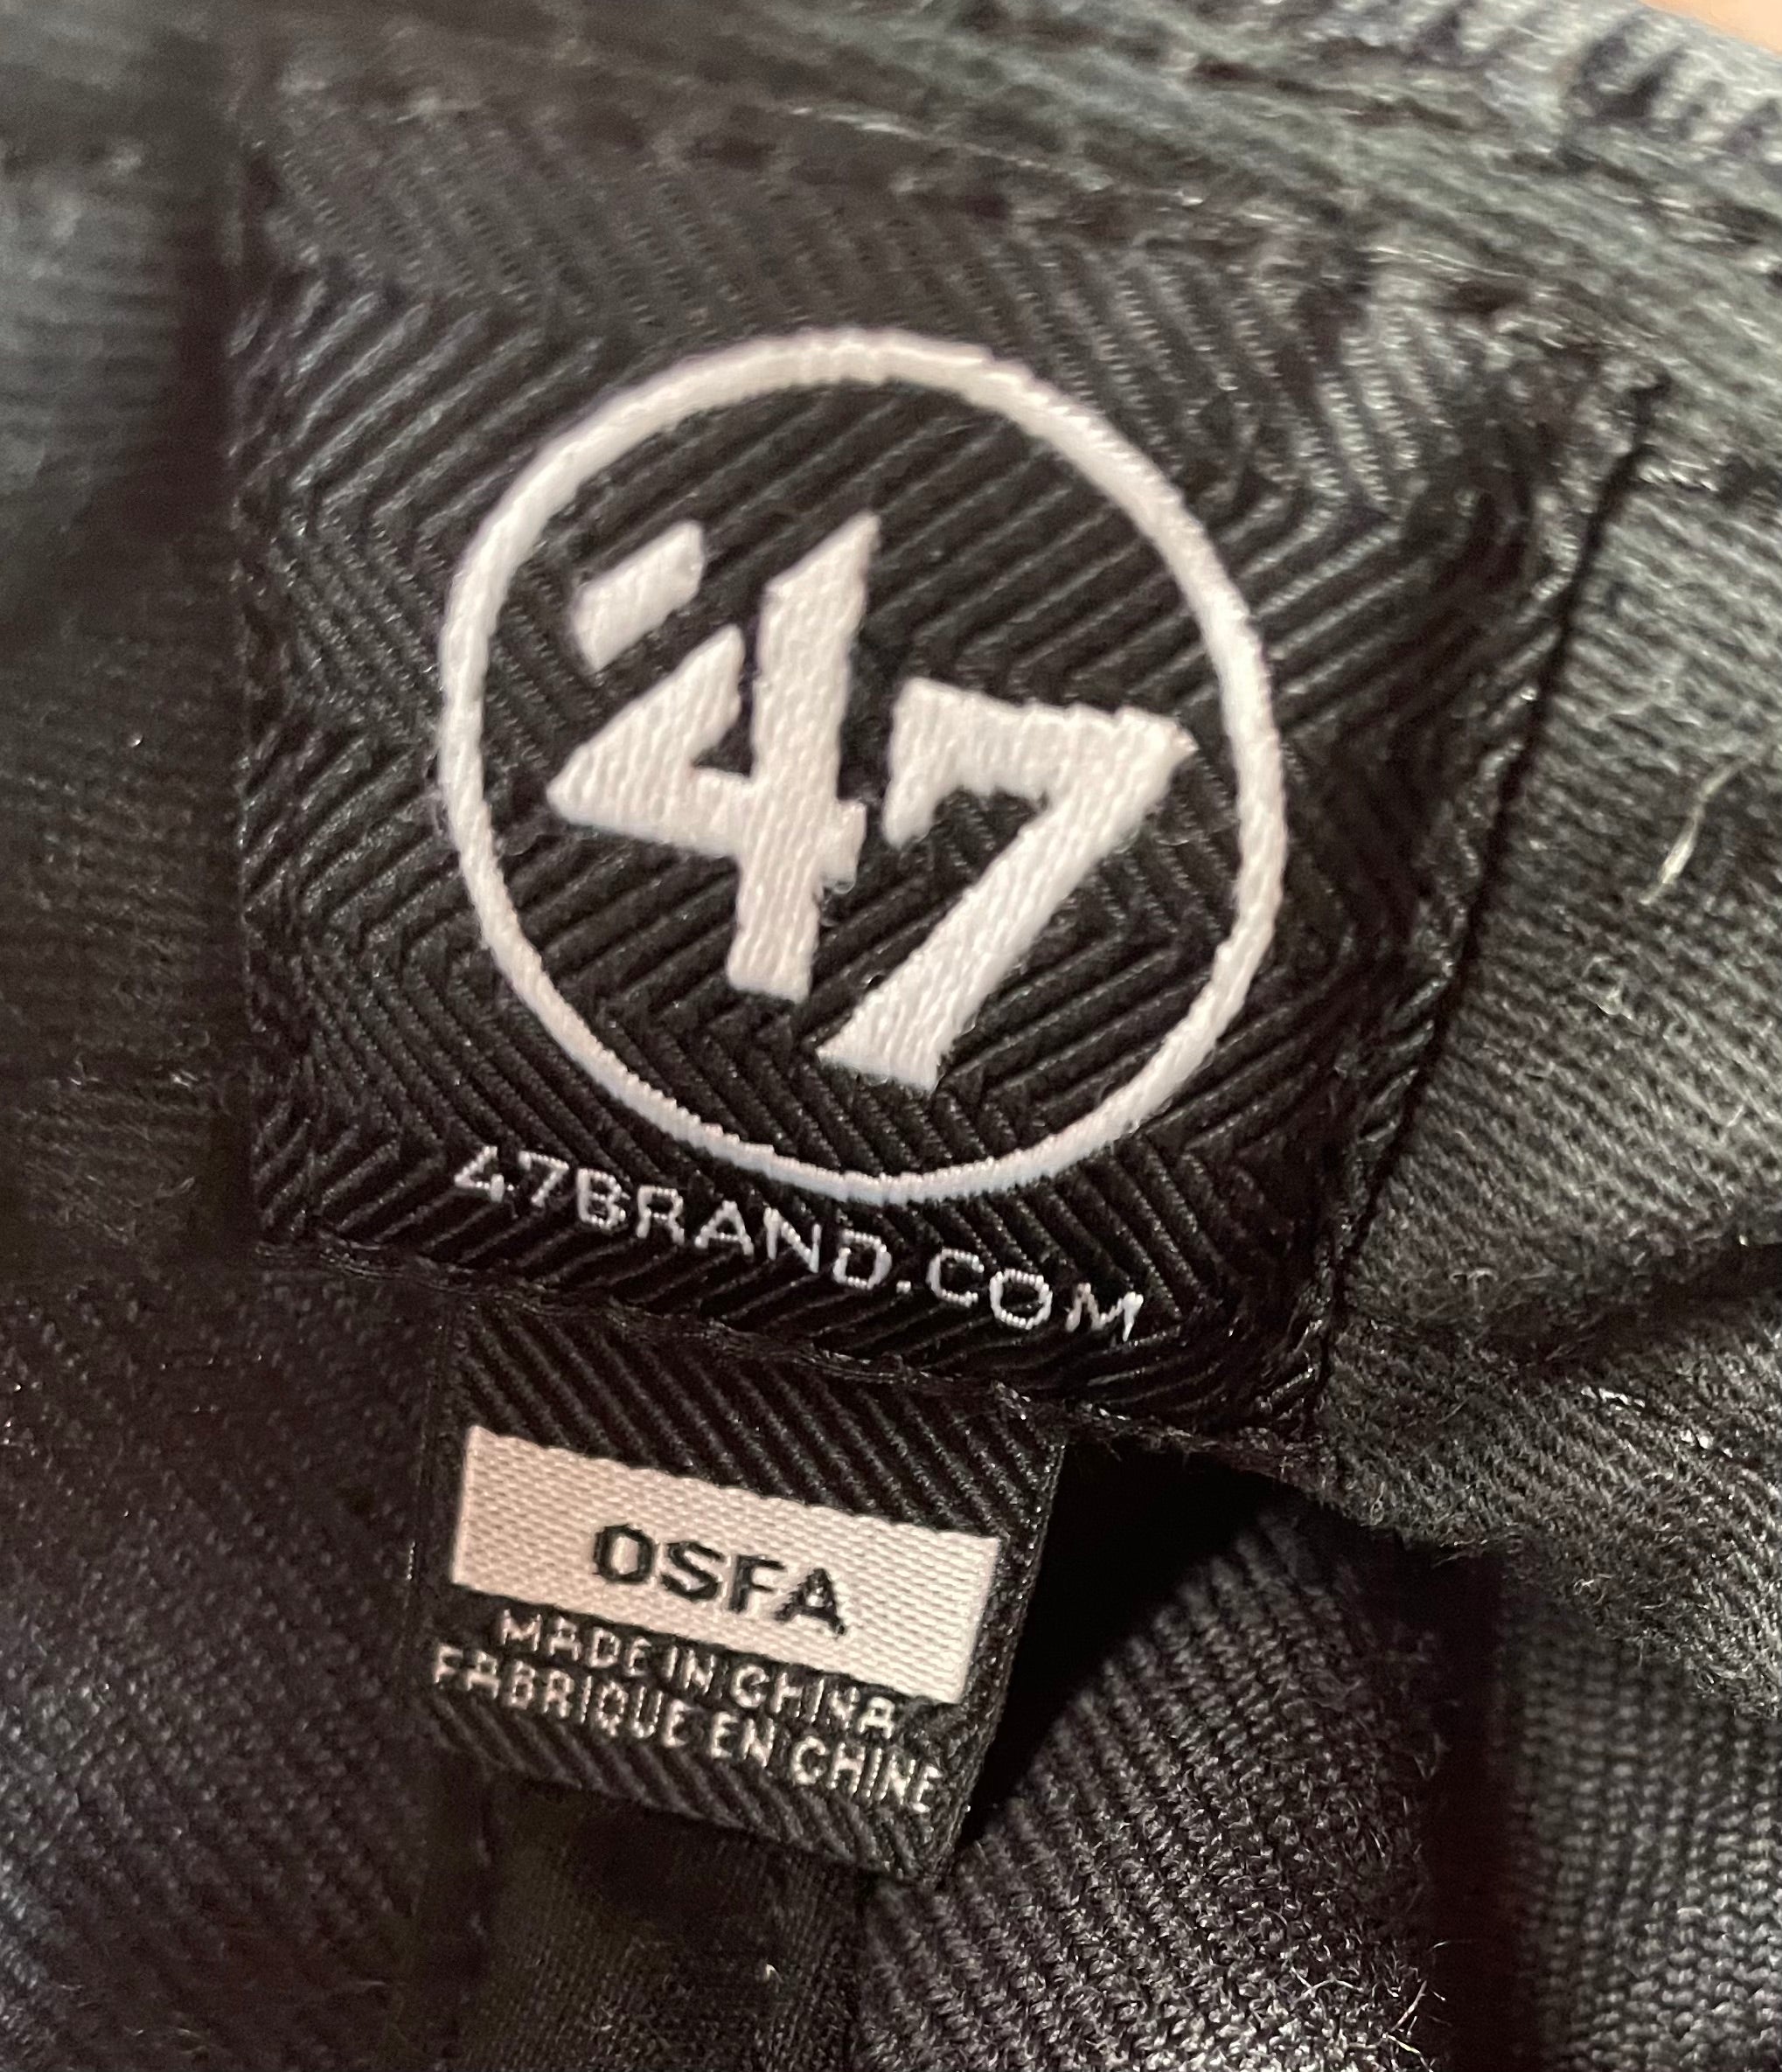 '47
47BRAND.COM
OSFA
MADE IN CHINA
FABRIQUE EN CHINE